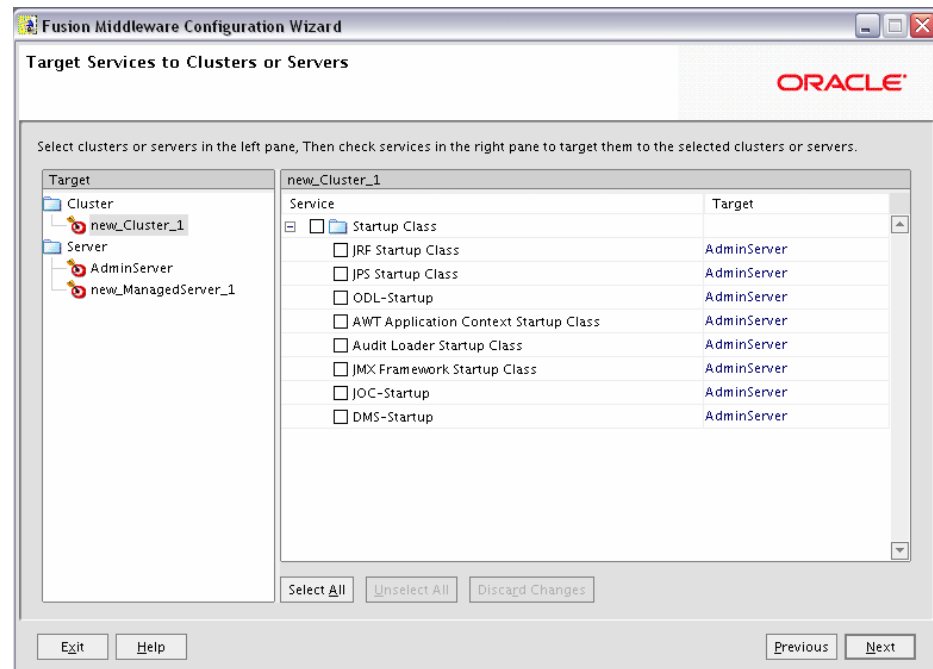 Fusion Middleware Configuration Wizard
Target Services to Clusters or Servers
ORACLE
Select clusters or servers in the left pane, Then check services in the right pane to target them to the selected clusters or servers.
Target
Cluster
new_Cluster_1
Server
AdminServer
new_ManagedServer_1
new_Cluster_1
Service Target
Startup Class
JRF Startup Class AdminServer
JPS Startup Class AdminServer
ODL-Startup AdminServer
AWT Application Context Startup Class AdminServer
Audit Loader Startup Class AdminServer
JMX Framework Startup Class AdminServer
JOC-Startup AdminServer
DMS-Startup AdminServer
Select All Unselect All Discard Changes
Exit Help Previous Next